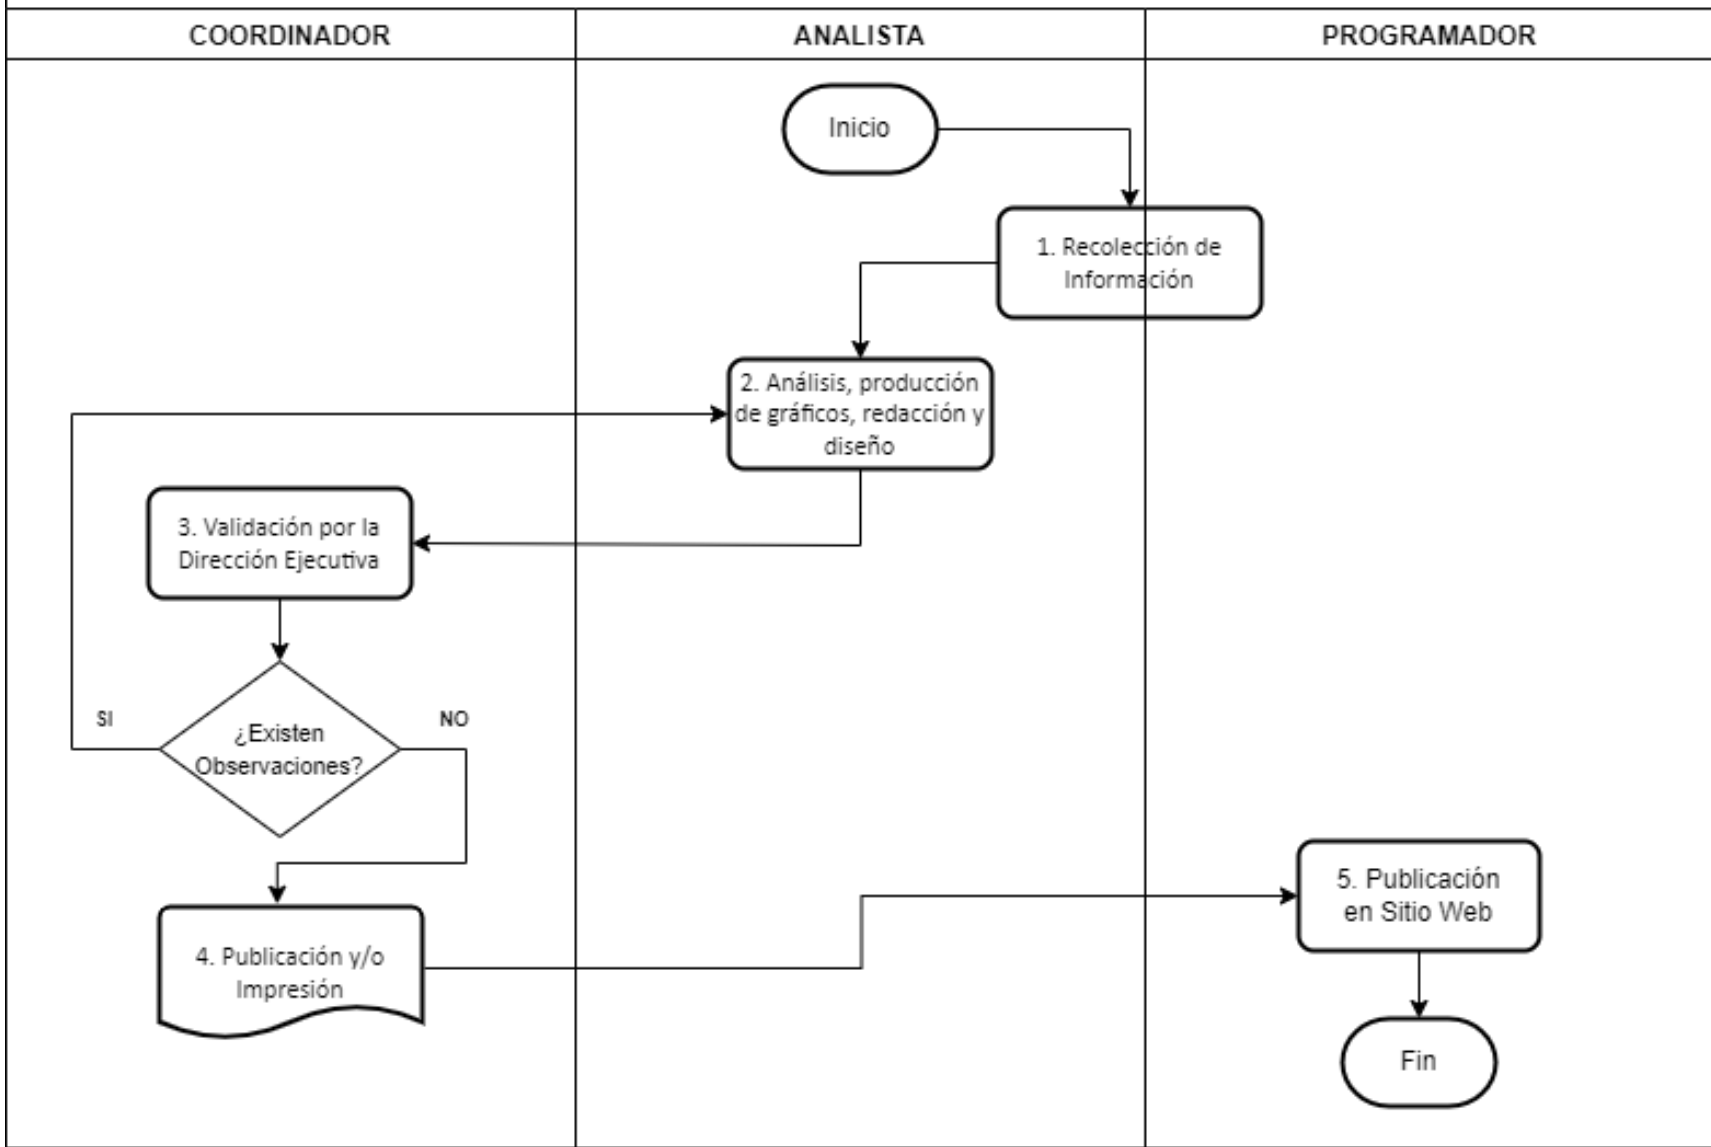 COORDINADOR
ANALISTA
PROGRAMADOR
Inicio
1. Recolección de
Información
2. Análisis, producción
de gráficos, redacción y
diseño
3. Validación por la
Dirección Ejecutiva
SI
NO
¿Existen
Observaciones?
4. Publicación y/o
Impresión
5. Publicación
en Sitio Web
Fin